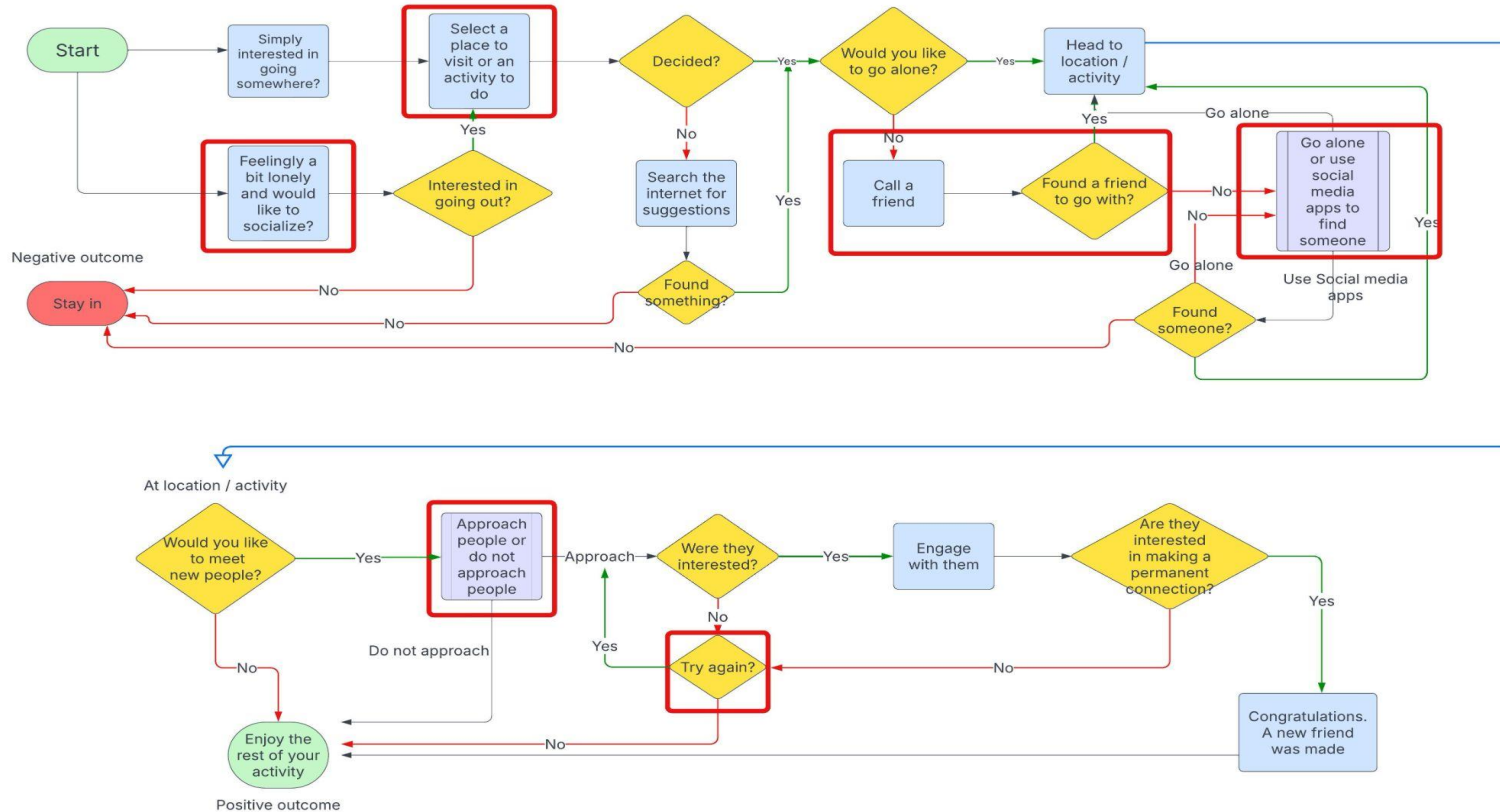 Start
Simply
interested in
going
somewhere?
Select a
place to
visit or an
activity to
do
Decided?
Yes
Would you like
to go alone?
Yes
Head to
location /
activity
Yes
No
No
Yes
Go alone
Feelingly a
bit lonely
and would
like to
socialize?
Interested in
going out?
Search the
internet for
suggestions
Yes
Call a
friend
Found a friend
to go with?
No
No
Go alone
or use
social
media
apps to
find
someone
Yes
Go alone
Use Social media
apps
Negative outcome
Stay in
No
No
Found
something?
Found
someone?
No
At location / activity
Would you like
to meet
new people?
Yes
Approach
people or
do not
approach
people
Approach
Were they
interested?
Yes
Engage
with them
Are they
interested
in making a
permanent
connection?
Yes
No
Do not approach
Yes
No
Try again?
No
No
Enjoy the
rest of your
activity
Congratulations.
A new friend
was made
Positive outcome